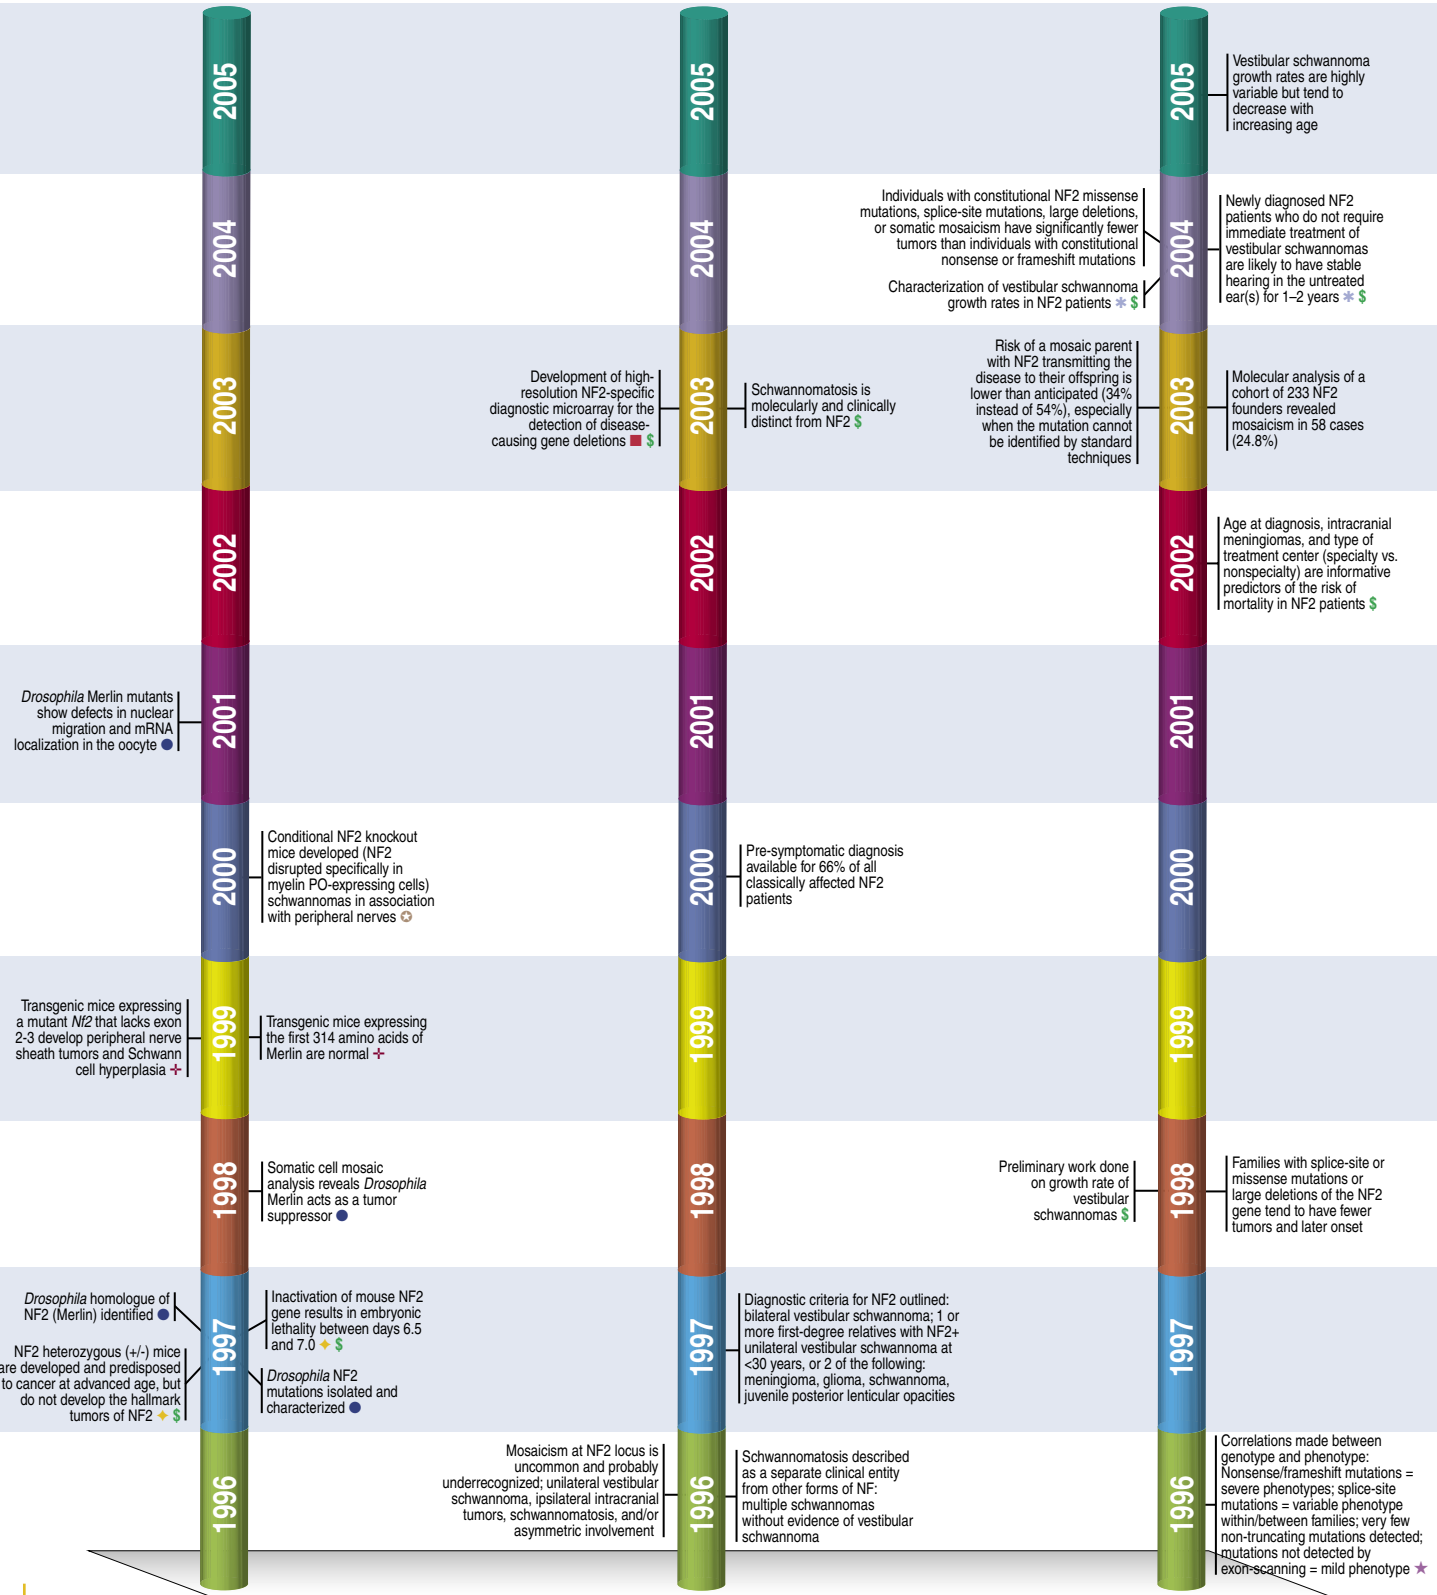 2005
2005
2005
Vestibular schwannoma
growth rates are highly
variable but tend to
decrease with
increasing age
2004
2004
Individuals with constitutional NF2 missense
mutations, splice-site mutations, large deletions,
or somatic mosaicism have significantly fewer
tumors than individuals with constitutional
nonsense or frameshift mutations
Characterization of vestibular schwannoma
growth rates in NF2 patients * $
2004
Newly diagnosed NF2
patients who do not require
immediate treatment of
vestibular schwannomas
are likely to have stable
hearing in the untreated
ear(s) for 1–2 years * $
2003
Development of high-
resolution NF2-specific
diagnostic microarray for the
detection of disease-
causing gene deletions ■ $
2003
Schwannomatosis is
molecularly and clinically
distinct from NF2 $
Risk of a mosaic parent
with NF2 transmitting the
disease to their offspring is
lower than anticipated (34%
instead of 54%), especially
when the mutation cannot
be identified by standard
techniques
2003
Molecular analysis of a
cohort of 233 NF2
founders revealed
mosaicism in 58 cases
(24.8%)
2002
2002
2002
Age at diagnosis, intracranial
meningiomas, and type of
treatment center (specialty vs.
nonspecialty) are informative
predictors of the risk of
mortality in NF2 patients $
Drosophila Merlin mutants
show defects in nuclear
migration and mRNA
localization in the oocyte ●
2001
2001
2001
2000
Conditional NF2 knockout
mice developed (NF2
disrupted specifically in
myelin PO-expressing cells)
schwannomas in association
with peripheral nerves ✪
2000
Pre-symptomatic diagnosis
available for 66% of all
classically affected NF2
patients
2000
Transgenic mice expressing
a mutant Nf2 that lacks exon
2-3 develop peripheral nerve
sheath tumors and Schwann
cell hyperplasia ✛
1999
Transgenic mice expressing
the first 314 amino acids of
Merlin are normal ✛
1999
1999
1998
Somatic cell mosaic
analysis reveals Drosophila
Merlin acts as a tumor
suppressor ●
1998
Preliminary work done
on growth rate of
vestibular
schwannomas $
1998
Families with splice-site or
missense mutations or
large deletions of the NF2
gene tend to have fewer
tumors and later onset
Drosophila homologue of
NF2 (Merlin) identified ●
NF2 heterozygous (+/-) mice
are developed and predisposed
to cancer at advanced age, but
do not develop the hallmark
tumors of NF2 ✦ $
1997
Inactivation of mouse NF2
gene results in embryonic
lethality between days 6.5
and 7.0 ✦ $
Drosophila NF2
mutations isolated and
characterized ●
1997
Diagnostic criteria for NF2 outlined:
bilateral vestibular schwannoma; 1 or
more first-degree relatives with NF2+
unilateral vestibular schwannoma at
<30 years, or 2 of the following:
meningioma, glioma, schwannoma,
juvenile posterior lenticular opacities
1997
1996
Mosaicism at NF2 locus is
uncommon and probably
underrecognized; unilateral vestibular
schwannoma, ipsilateral intracranial
tumors, schwannomatosis, and/or
asymmetric involvement
1996
Schwannomatosis described
as a separate clinical entity
from other forms of NF:
multiple schwannomas
without evidence of vestibular
schwannoma
1996
Correlations made between
genotype and phenotype:
Nonsense/frameshift mutations =
severe phenotypes; splice-site
mutations = variable phenotype
within/between families; very few
non-truncating mutations detected;
mutations not detected by
exon-scanning = mild phenotype ★